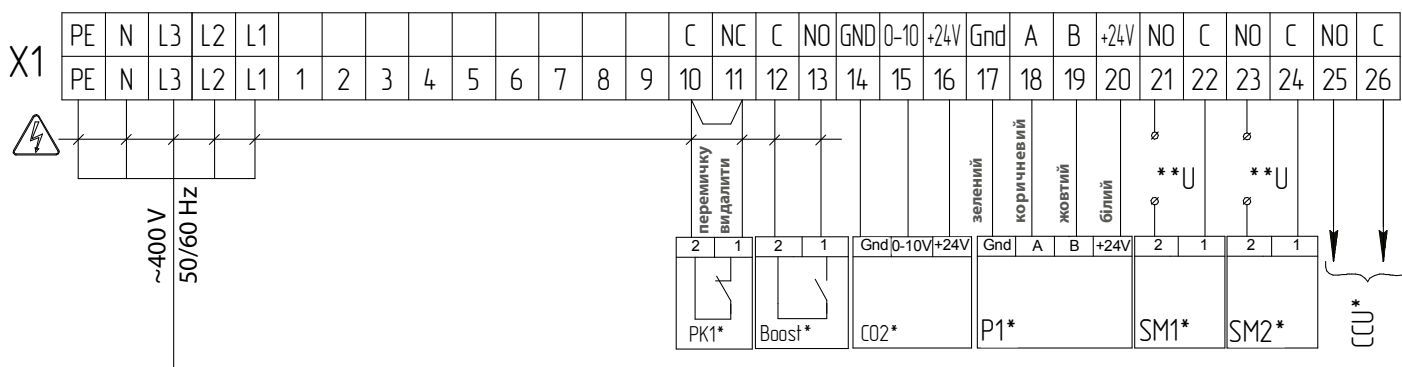 X1
PE N L3 L2 L1 C NC C NO GND 0-10 +24V Gnd A B +24V NO C NO C NO C
PE N L3 L2 L1 1 2 3 4 5 6 7 8 9 10 11 12 13 14 15 16 17 18 19 20 21 22 23 24 25 26
~400 V
50/60 Hz
перемичку
видалити
зелений
коричневий
жовтий
білий
**U
**U
2 1
2 1
Gnd 0-10V +24V
Gnd A B +24V
2 1
2 1
PK1*
Boost*
CO2*
P1*
SM1*
SM2*
CCU*